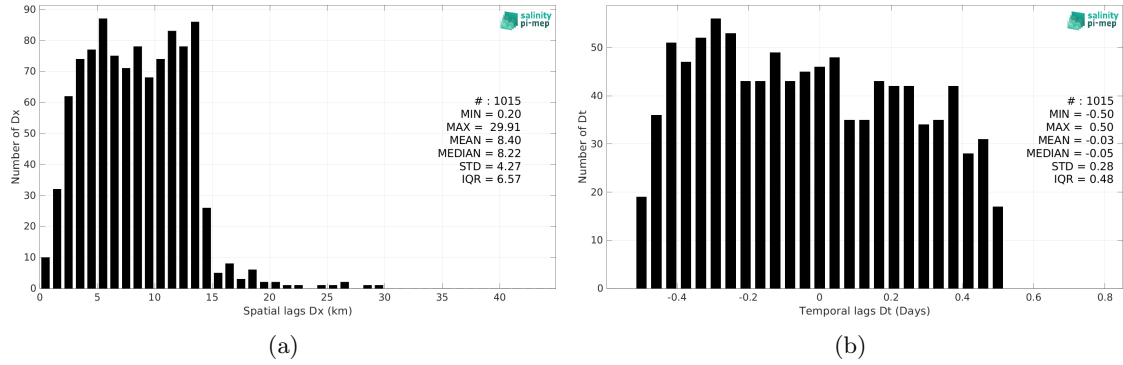 salinity
pi-mep
90
80
70
60
50
40
30
20
10
0
Number of Dx
# : 1015
MIN = 0.20
MAX = 29.91
MEAN = 8.40
MEDIAN = 8.22
STD = 4.27
IQR = 6.57
0 5 10 15 20 25 30 35 40
Spatial lags Dx (km)
(a)
salinity
pi-mep
50
40
30
20
10
0
Number of Dt
# : 1015
MIN = -0.50
MAX = 0.50
MEAN = -0.03
MEDIAN = -0.05
STD = 0.28
IQR = 0.48
-0.4 -0.2 0 0.2 0.4 0.6 0.8
Temporal lags Dt (Days)
(b)